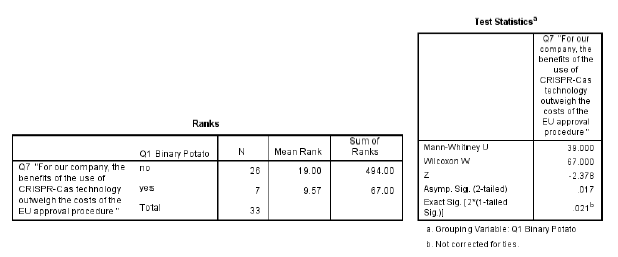 Ranks
Q1 Binary Potato N Mean Rank Sum of Ranks
Q7 "For our company, the benefits of the use of CRISPR-Cas technology outweigh the costs of the EU approval procedure"
no 26 19.00 494.00
yes 7 9.57 67.00
Total 33
Test Statistics a
Q7 "For our
company, the
benefits of the
use of
CRISPR-Cas
technology
outweigh the
costs of the
EU approval
procedure"
Mann-Whitney U 39.000
Wilcoxon W 67.000
Z -2.378
Asymp. Sig. (2-tailed) .017
Exact Sig. [2*(1-tailed
Sig.)] .021 b
a. Grouping Variable: Q1 Binary Potato
b. Not corrected for ties.